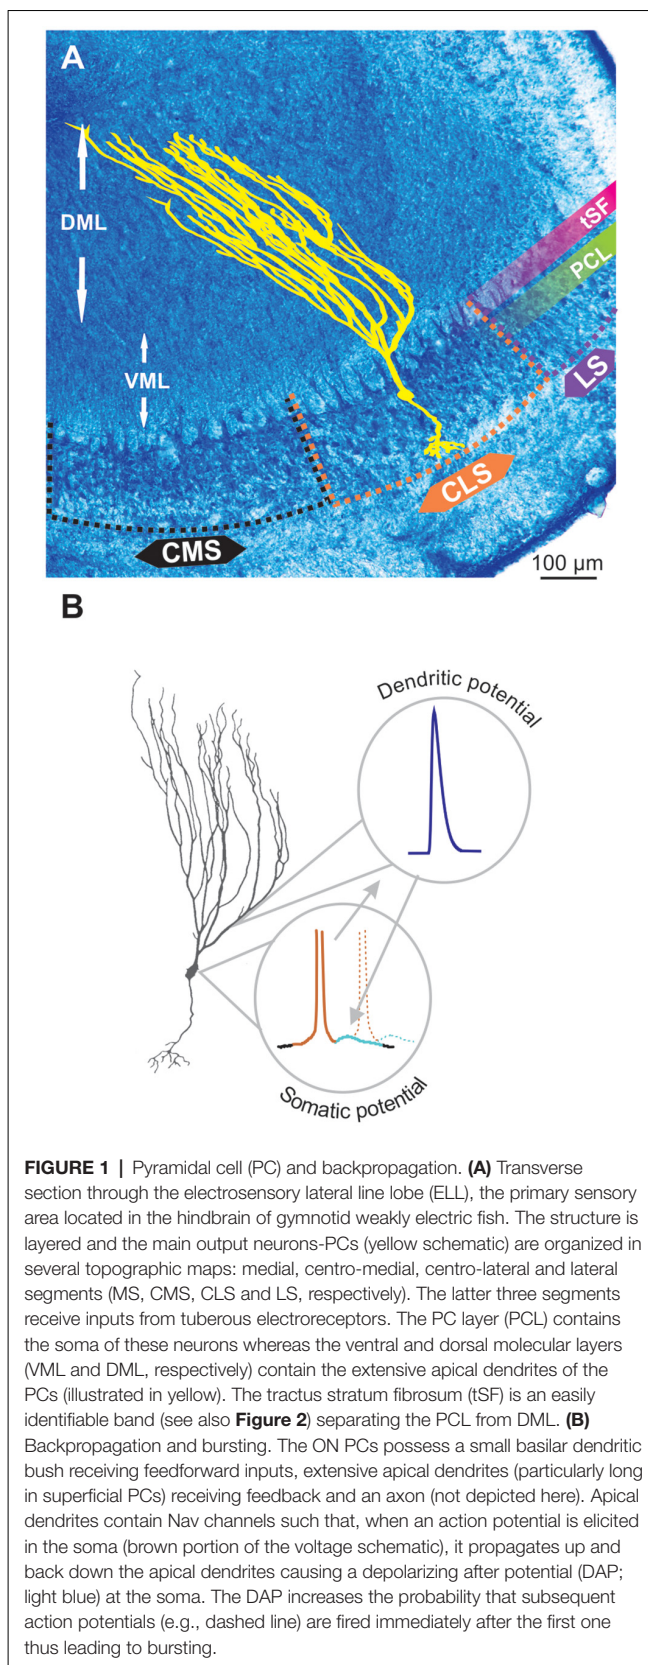 A
DML
VML
tSF
PCL
LS
CLS
CMS
100 µm
B
Dendritic potential
Somatic potential
FIGURE 1 | Pyramidal cell (PC) and backpropagation. (A) Transverse
section through the electrosensory lateral line lobe (ELL), the primary sensory
area located in the hindbrain of gymnotid weakly electric fish. The structure is
layered and the main output neurons-PCs (yellow schematic) are organized in
several topographic maps: medial, centro-medial, centro-lateral and lateral
segments (MS, CMS, CLS and LS, respectively). The latter three segments
receive inputs from tuberous electroreceptors. The PC layer (PCL) contains
the soma of these neurons whereas the ventral and dorsal molecular layers
(VML and DML, respectively) contain the extensive apical dendrites of the
PCs (illustrated in yellow). The tractus stratum fibrosum (tSF) is an easily
identifiable band (see also Figure 2) separating the PCL from DML. (B)
Backpropagation and bursting. The ON PCs possess a small basilar dendritic
bush receiving feedforward inputs, extensive apical dendrites (particularly long
in superficial PCs) receiving feedback and an axon (not depicted here). Apical
dendrites contain Nav channels such that, when an action potential is elicited
in the soma (brown portion of the voltage schematic), it propagates up and
back down the apical dendrites causing a depolarizing after potential (DAP;
light blue) at the soma. The DAP increases the probability that subsequent
action potentials (e.g., dashed line) are fired immediately after the first one
thus leading to bursting.